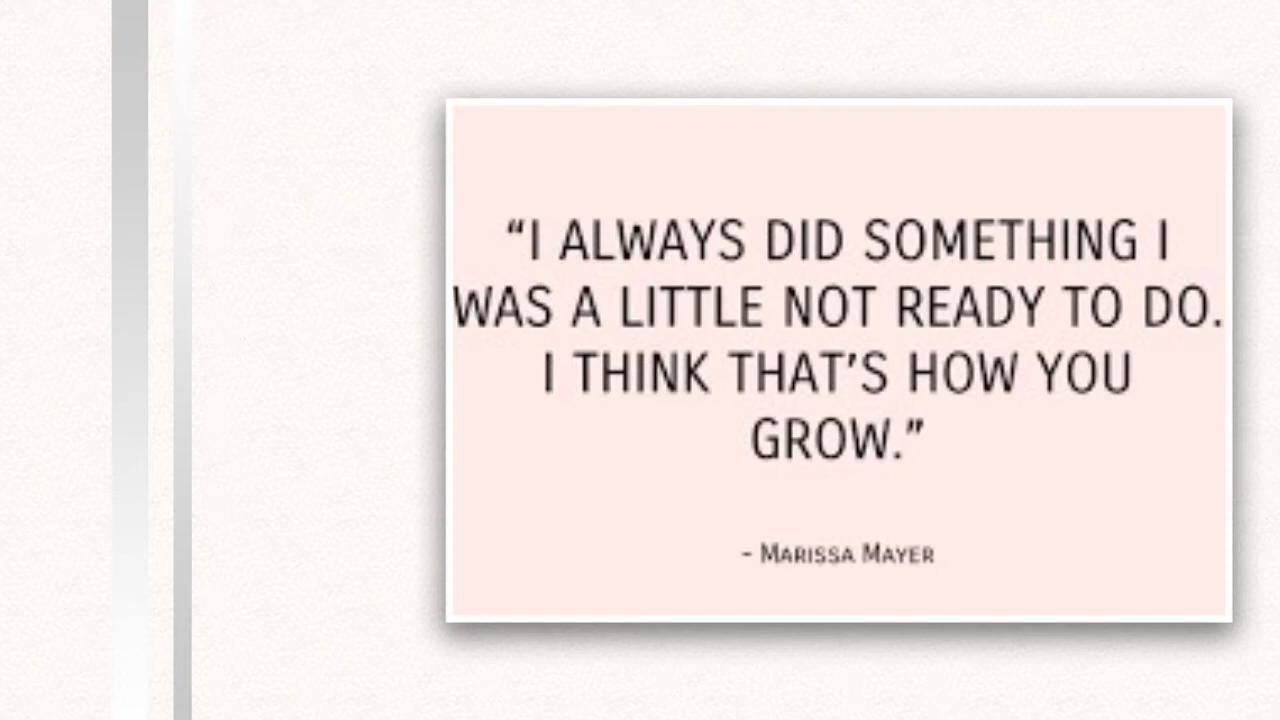 “I ALWAYS DID SOMETHING I
WAS A LITTLE NOT READY TO DO.
I THINK THAT’S HOW YOU
GROW.”
- MARISSA MAYER